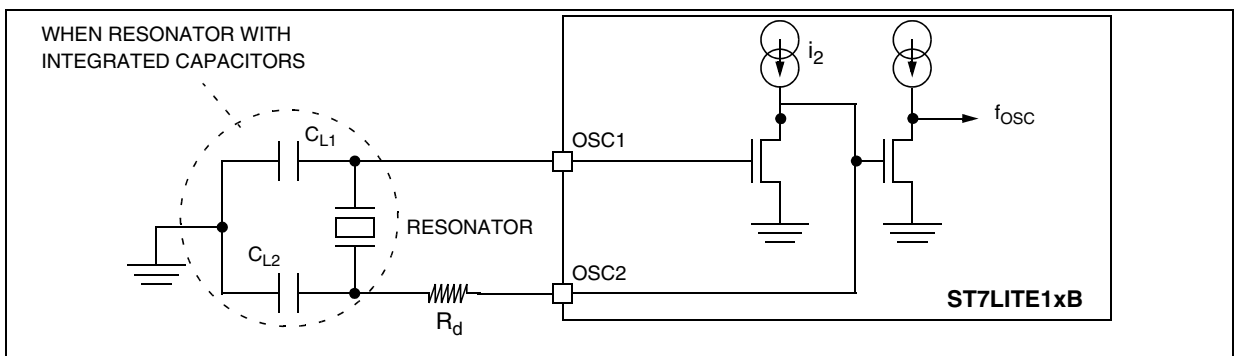 WHEN RESONATOR WITH
INTEGRATED CAPACITORS
CL1
OSC1
i2
fOSC
RESONATOR
CL2
OSC2
Rd
ST7LITE1xB